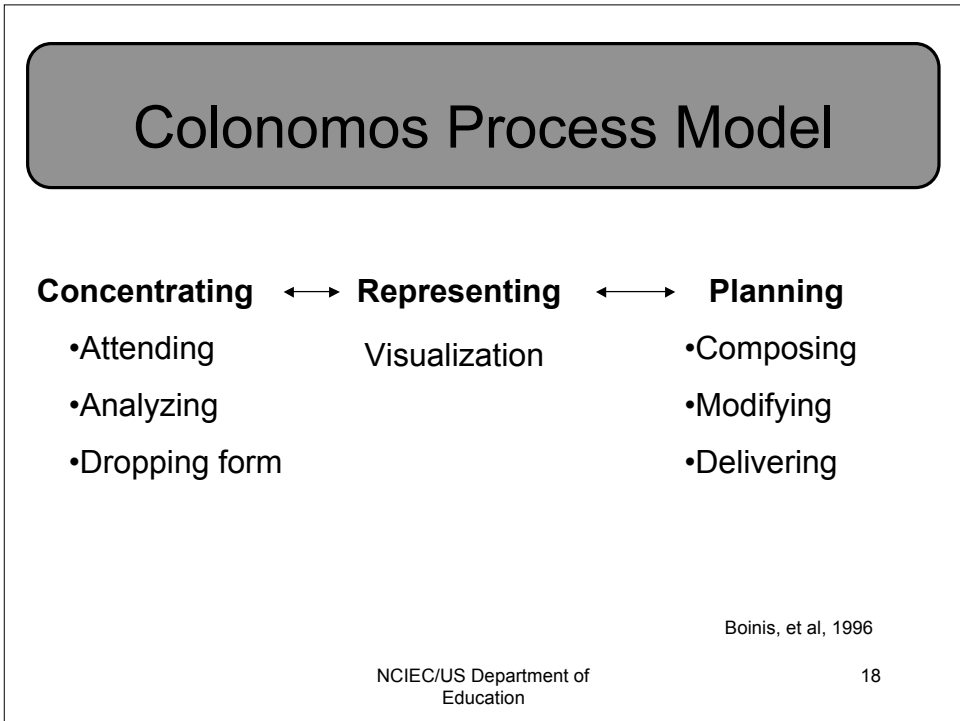 Colonomos Process Model
Concentrating Representing Planning
•Attending
•Analyzing
•Dropping form
Visualization
•Composing
•Modifying
•Delivering
Boinis, et al, 1996
NCIEC/US Department of
Education
18